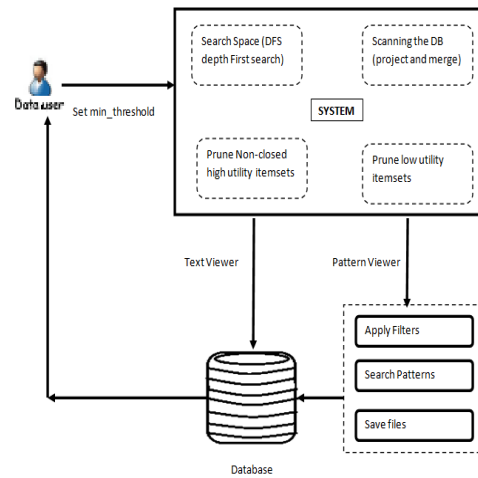 Search Space (DFS
depth First search)
Scanning the DB
(project and merge)
Data user
Set min_threshold
SYSTEM
Prune Non-closed
high utility itemsets
Prune low utility
itemsets
Text Viewer
Pattern Viewer
Apply Filters
Search Patterns
Save files
Database